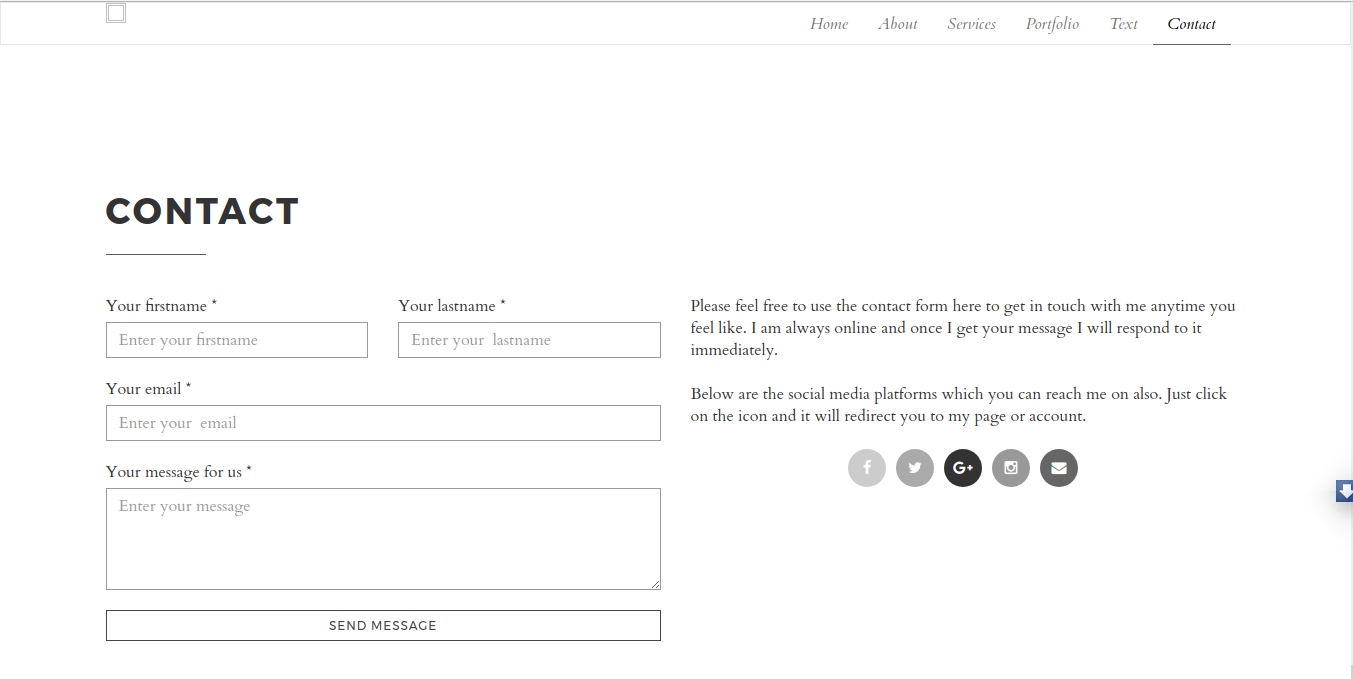 Home About Services Portfolio Text Contact
CONTACT
Your firstname * Your lastname *
Enter your firstname Enter your  lastname
Your email *
Enter your  email
Your message for us *
Enter your message
SEND MESSAGE
Please feel free to use the contact form here to get in touch with me anytime you
feel like. I am always online and once I get your message I will respond to it
immediately.
Below are the social media platforms which you can reach me on also. Just click
on the icon and it will redirect you to my page or account.
f G+